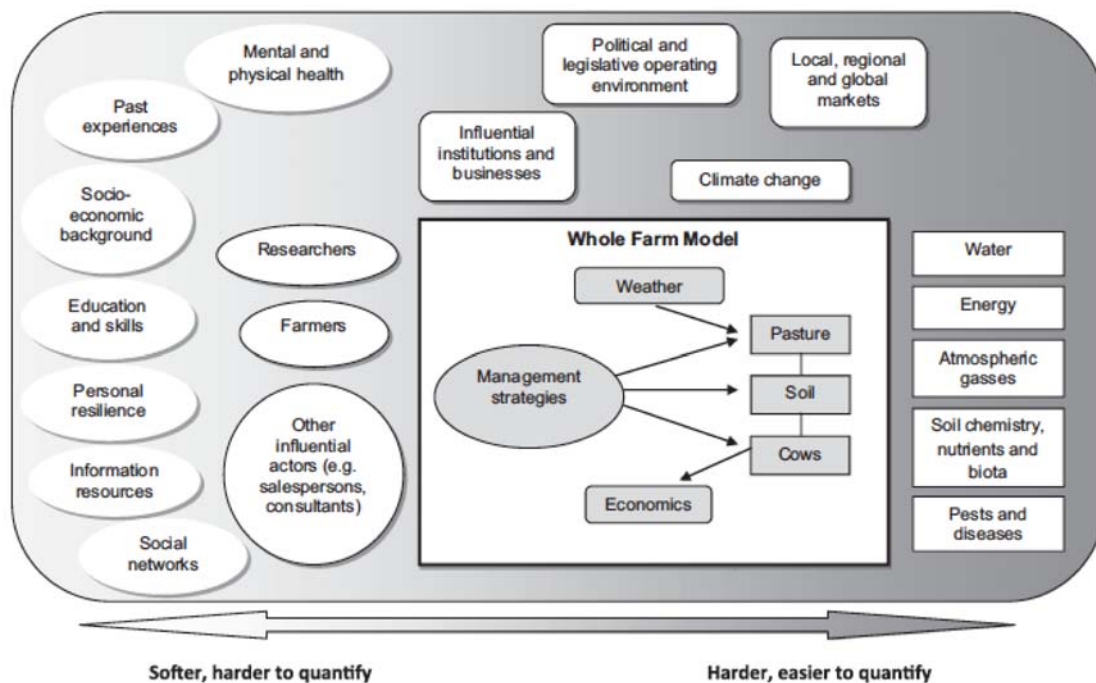 Mental and
physical health
Political and
legislative operating
environment
Local, regional
and global
markets
Past
experiences
Influential
institutions and
businesses
Climate change
Socio-
economic
background
Researchers
Whole Farm Model
Water
Weather
Energy
Education
and skills
Farmers
Pasture
Atmospheric
gasses
Management
strategies
Personal
resilience
Soil
Other
influential
actors (e.g.
salespersons,
consultants)
Soil chemistry,
nutrients and
biota
Cows
Information
resources
Economics
Pests and
diseases
Social
networks
Softer, harder to quantify
Harder, easier to quantify